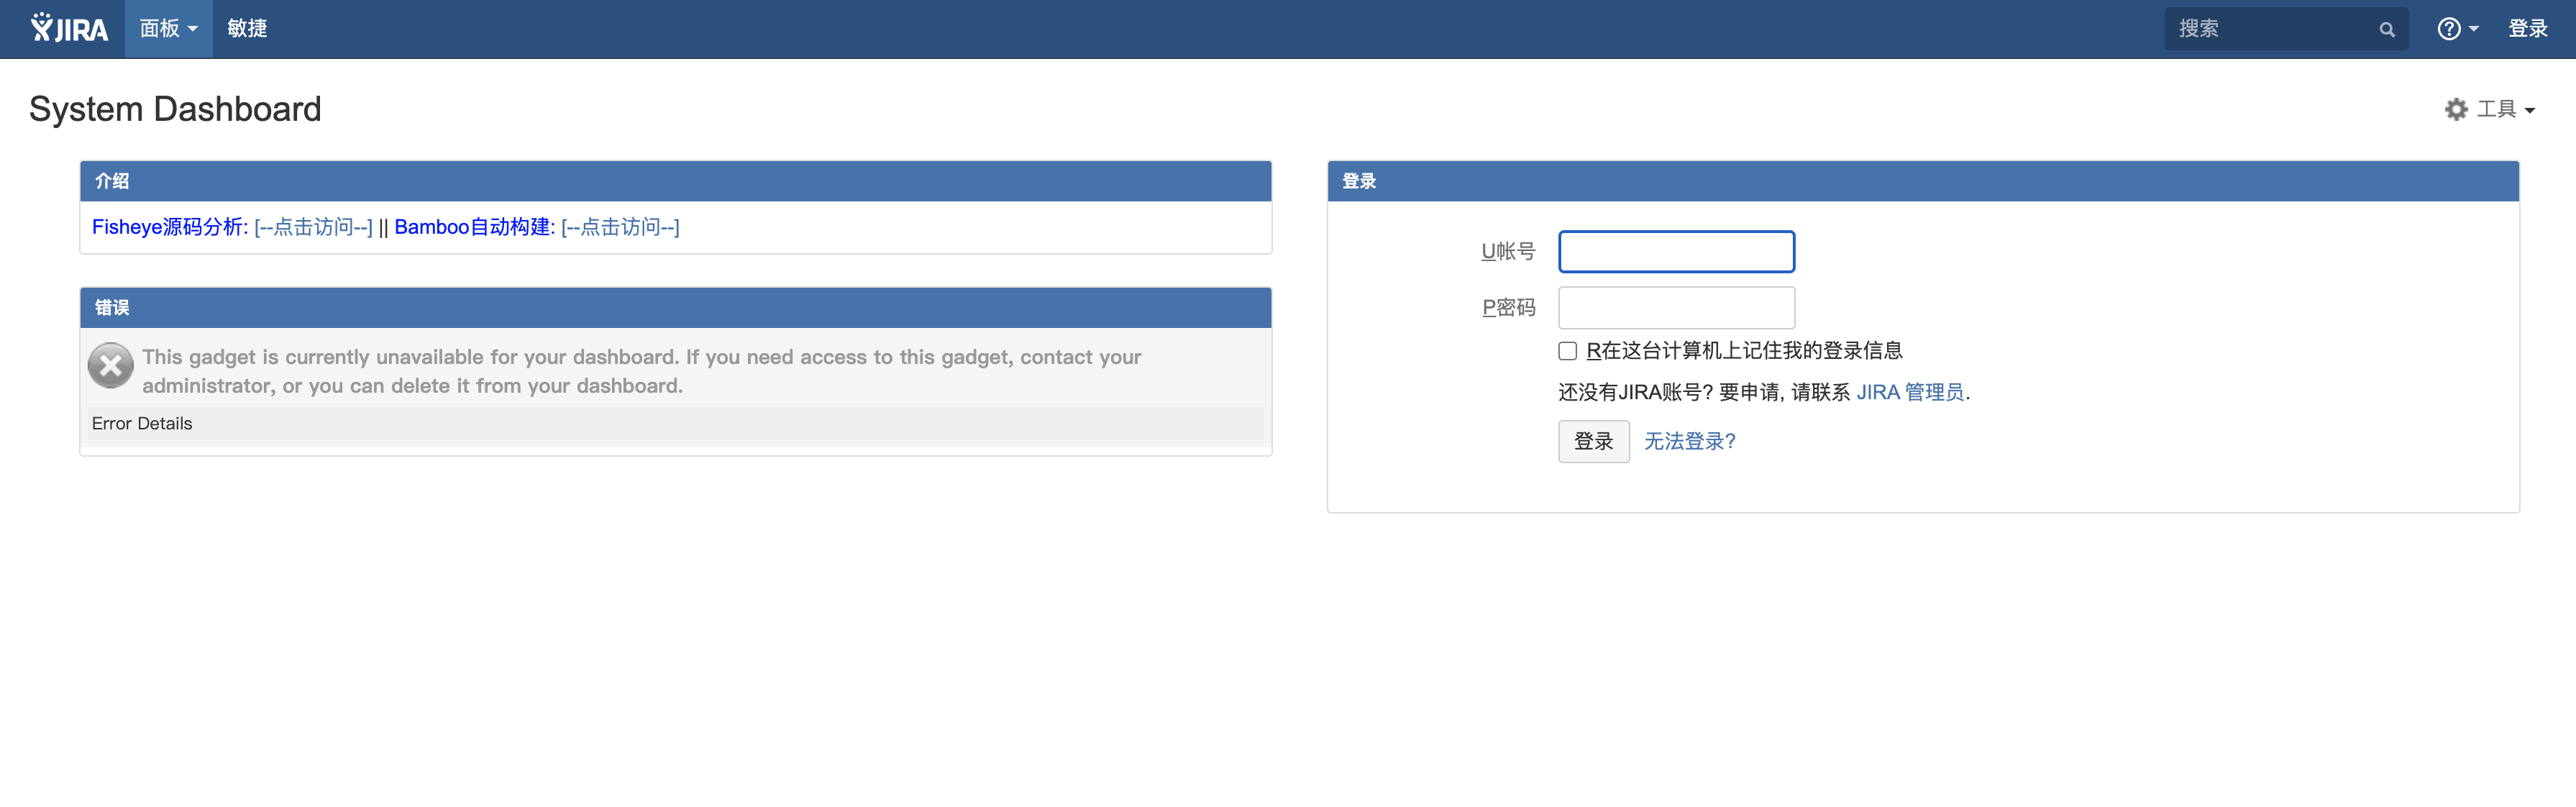 JIRA 面板 敏捷 搜索 ? 登录
System Dashboard 工具
介绍
Fisheye源码分析: [--点击访问--] || Bamboo自动构建: [--点击访问--]
错误
This gadget is currently unavailable for your dashboard. If you need access to this gadget, contact your
administrator, or you can delete it from your dashboard.
Error Details
登录
U帐号
P密码
R在这台计算机上记住我的登录信息
还没有JIRA账号? 要申请, 请联系 JIRA 管理员.
登录 无法登录?